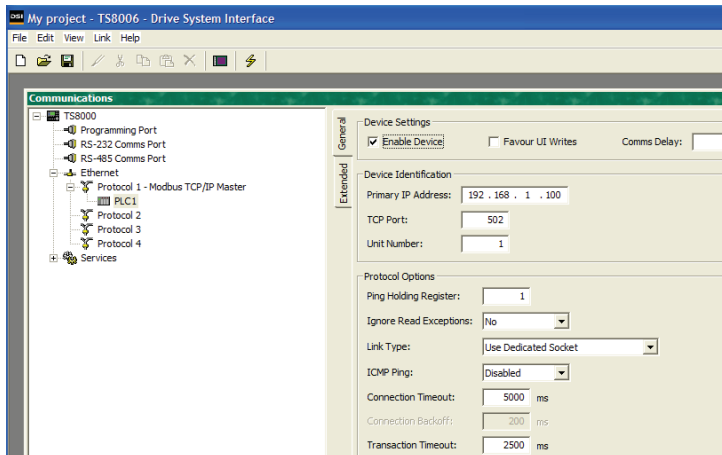 DSI My project - TS8006 - Drive System Interface
File Edit View Link Help
Communications
TS8000
Programming Port
RS-232 Comms Port
RS-485 Comms Port
Ethernet
Protocol 1 - Modbus TCP/IP Master
PLC1
Protocol 2
Protocol 3
Protocol 4
Services
General
Extended
Device Settings
Enable Device Favour UI Writes Comms Delay:
Device Identification
Primary IP Address: 192 . 168 . 1 . 100
TCP Port: 502
Unit Number: 1
Protocol Options
Ping Holding Register: 1
Ignore Read Exceptions: No
Link Type: Use Dedicated Socket
ICMP Ping: Disabled
Connection Timeout: 5000 ms
Connection Backoff: 200 ms
Transaction Timeout: 2500 ms